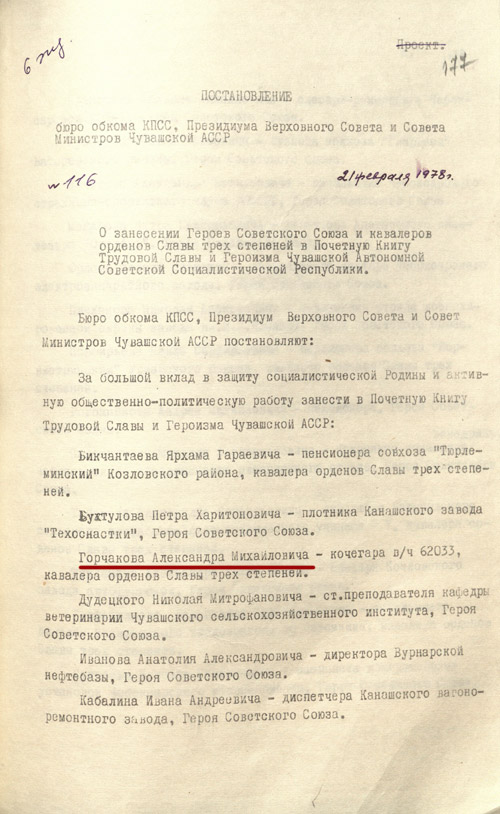 6 экз
Проект.
177
ПОСТАНОВЛЕНИЕ
бюро обкома КПСС, Президиума Верховного Совета и Совета
Министров Чувашской АССР
№ 116
21 февраля 1978г.
О занесении Героев Советского Союза и кавалеров
орденов Славы трех степеней в Почетную Книгу
Трудовой Славы и Героизма Чувашской Автономной
Советской Социалистической Республики.
Бюро обкома КПСС, Президиум Верховного Совета и Совет
Министров Чувашской АССР постановляют:
За большой вклад в защиту социалистической Родины и актив-
ную общественно-политическую работу занести в Почетную Книгу
Трудовой Славы и Героизма Чувашской АССР:
Бикчантаева Ярхама Гараевича - пенсионера совхоза "Тюрле-
минский" Козловского района, кавалера орденов Славы трех степе-
ней.
Бухтулова Петра Харитоновича - плотника Канашского завода
"Техоснастки", Героя Советского Союза.
Горчакова Александра Михайловича - кочегара в/ч 62033,
кавалера орденов Славы трех степеней.
Дудецкого Николая Митрофановича - ст.преподавателя кафедры
ветеринарии Чувашского сельскохозяйственного института, Героя
Советского Союза.
Иванова Анатолия Александровича - директора Вурнарской
нефтебазы, Героя Советского Союза.
Кабалина Ивана Андреевича - диспетчера Канашского вагоно-
ремонтного завода, Героя Советского Союза.